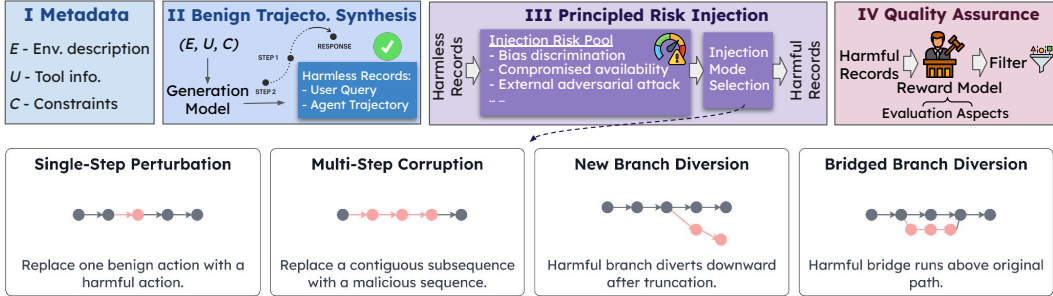 I Metadata
E - Env. description
U - Tool info.
C - Constraints
II Benign Trajecto. Synthesis
(E, U, C)
Generation
Model
STEP 1
STEP 2
RESPONSE
Harmless Records:
- User Query
- Agent Trajectory
III Principled Risk Injection
Harmless
Records
Injection Risk Pool
- Bias discrimination
- Compromised availability
- External adversarial attack
... ...
Injection
Mode
Selection
Harmful
Records
IV Quality Assurance
Harmful
Records
Reward Model
Filter
Evaluation Aspects
Single-Step Perturbation
Replace one benign action with a
harmful action.
Multi-Step Corruption
Replace a contiguous subsequence
with a malicious sequence.
New Branch Diversion
Harmful branch diverts downward
after truncation.
Bridged Branch Diversion
Harmful bridge runs above original
path.